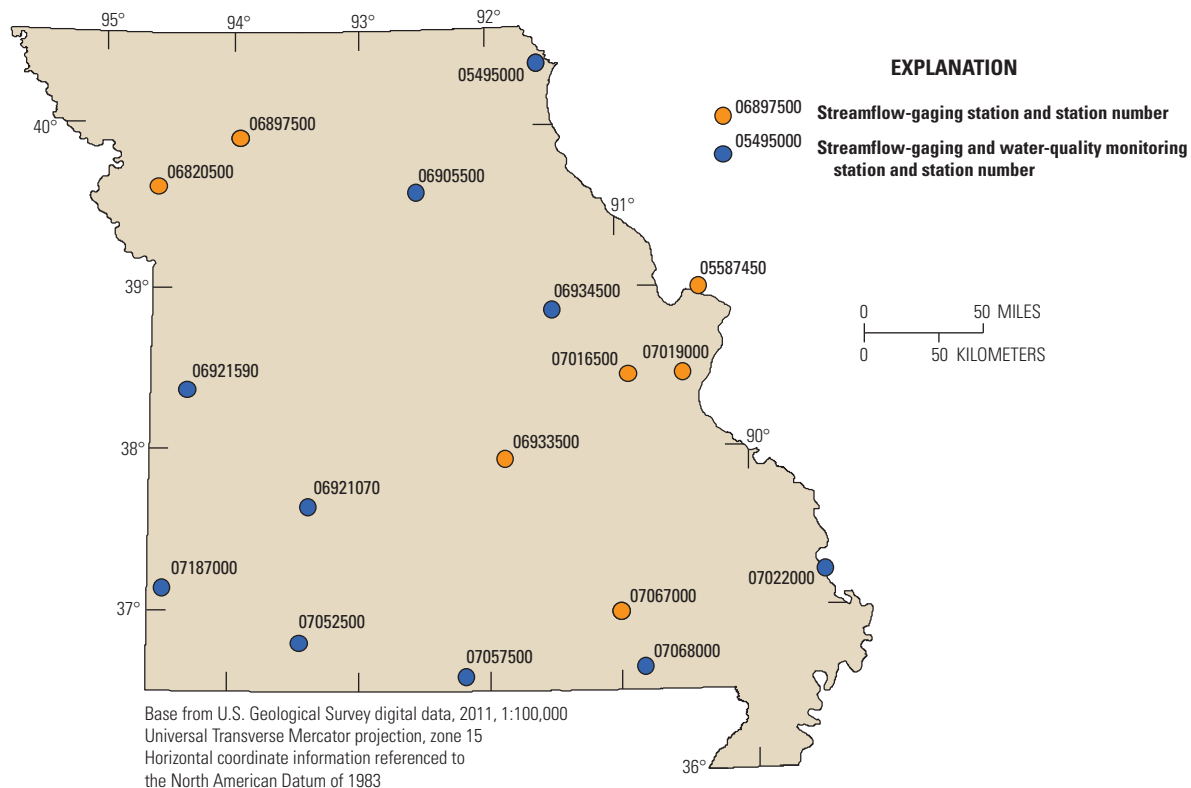 95°
94°
93°
92°
05495000
40°
06897500
06820500
06905500
91°
05587450
39°
06934500
07016500
07019000
06921590
38°
06933500
90°
06921070
07187000
07022000
37°
07067000
07052500
07057500
07068000
36°
EXPLANATION
06897500 Streamflow-gaging station and station number
05495000 Streamflow-gaging and water-quality monitoring
station and station number
0 50 MILES
0 50 KILOMETERS
Base from U.S. Geological Survey digital data, 2011, 1:100,000
Universal Transverse Mercator projection, zone 15
Horizontal coordinate information referenced to
the North American Datum of 1983